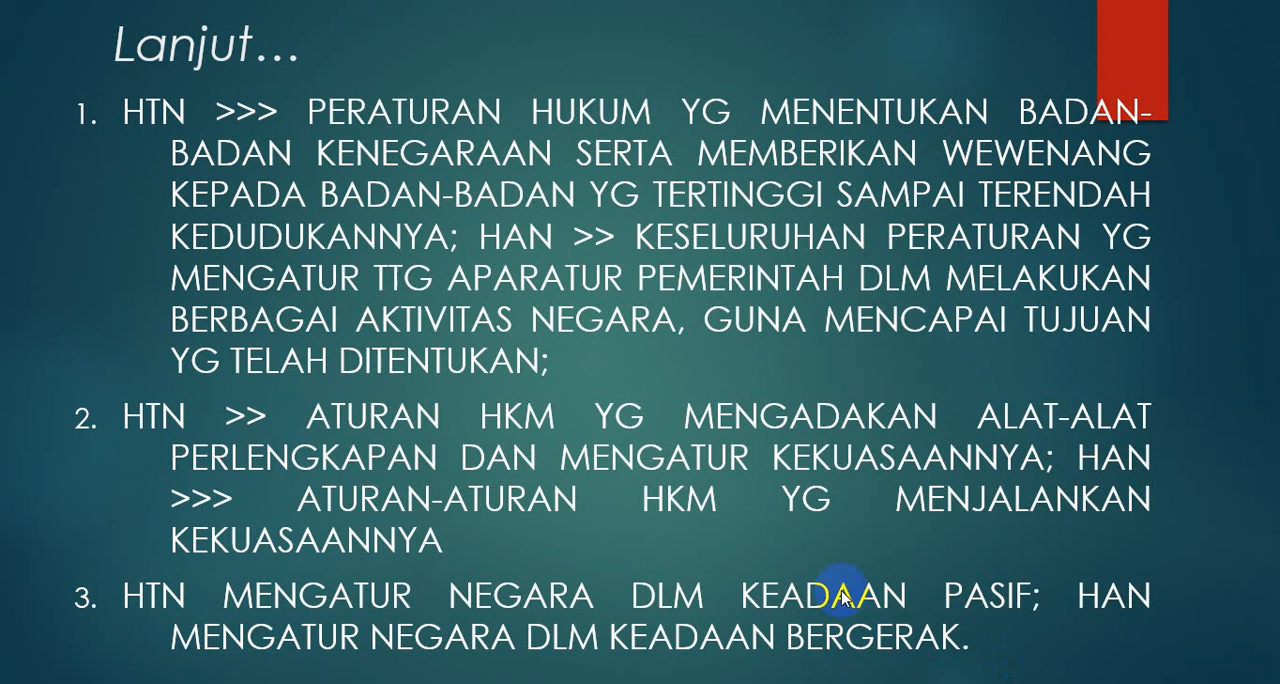 Lanjut...
1. HTN >>> PERATURAN HUKUM YG MENENTUKAN BADAN-
BADAN KENEGARAAN SERTA MEMBERIKAN WEWENANG
KEPADA BADAN-BADAN YG TERTINGGI SAMPAI TERENDAH
KEDUDUKANNYA; HAN >> KESELURUHAN PERATURAN YG
MENGATUR TTG APARATUR PEMERINTAH DLM MELAKUKAN
BERBAGAI AKTIVITAS NEGARA, GUNA MENCAPAI TUJUAN
YG TELAH DITENTUKAN;
2. HTN >> ATURAN HKM YG MENGADAKAN ALAT-ALAT
PERLENGKAPAN DAN MENGATUR KEKUASAANNYA; HAN
>>> ATURAN-ATURAN HKM YG MENJALANKAN
KEKUASAANNYA
3. HTN MENGATUR NEGARA DLM KEADAAN PASIF; HAN
MENGATUR NEGARA DLM KEADAAN BERGERAK.